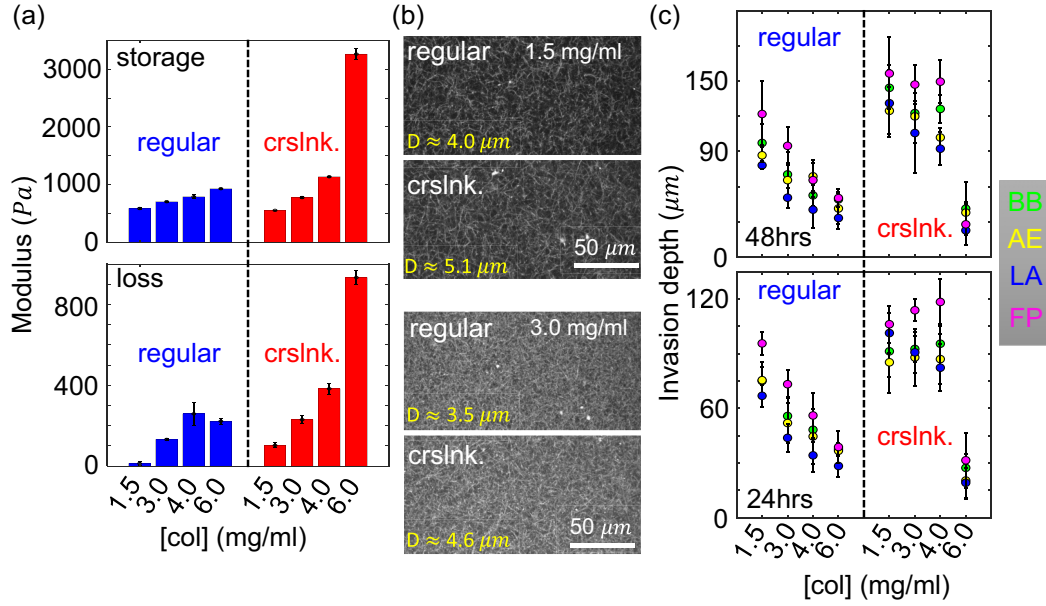 (a)
Modulus (Pa)
3000
2000
1000
0
storage
regular
crslnk.
800
400
0
loss
regular
crslnk.
1.5
3.0
4.0
6.0
1.5
3.0
4.0
6.0
[col] (mg/ml)
(b)
regular 1.5 mg/ml
D ≈ 4.0 μm
crslnk.
50 μm
D ≈ 5.1 μm
regular 3.0 mg/ml
D ≈ 3.5 μm
crslnk.
50 μm
D ≈ 4.6 μm
(c)
Invasion depth (μm)
180
90
0
regular
crslnk.
48hrs
120
60
0
regular
crslnk.
24hrs
1.5
3.0
4.0
6.0
1.5
3.0
4.0
6.0
[col] (mg/ml)
BB
AE
LA
FP